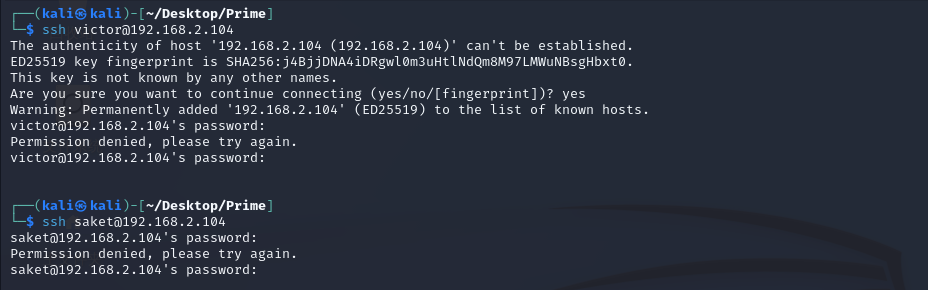 ┌──(kali㉿kali)-[~/Desktop/Prime]
└─$ ssh victor@192.168.2.104
The authenticity of host '192.168.2.104 (192.168.2.104)' can't be established.
ED25519 key fingerprint is SHA256:j4BjjDNA4iDRgwl0m3uHtlNdQm8M97LMWuNBsgHbxt0.
This key is not known by any other names.
Are you sure you want to continue connecting (yes/no/[fingerprint])? yes
Warning: Permanently added '192.168.2.104' (ED25519) to the list of known hosts.
victor@192.168.2.104's password:
Permission denied, please try again.
victor@192.168.2.104's password:
┌──(kali㉿kali)-[~/Desktop/Prime]
└─$ ssh saket@192.168.2.104
saket@192.168.2.104's password:
Permission denied, please try again.
saket@192.168.2.104's password: